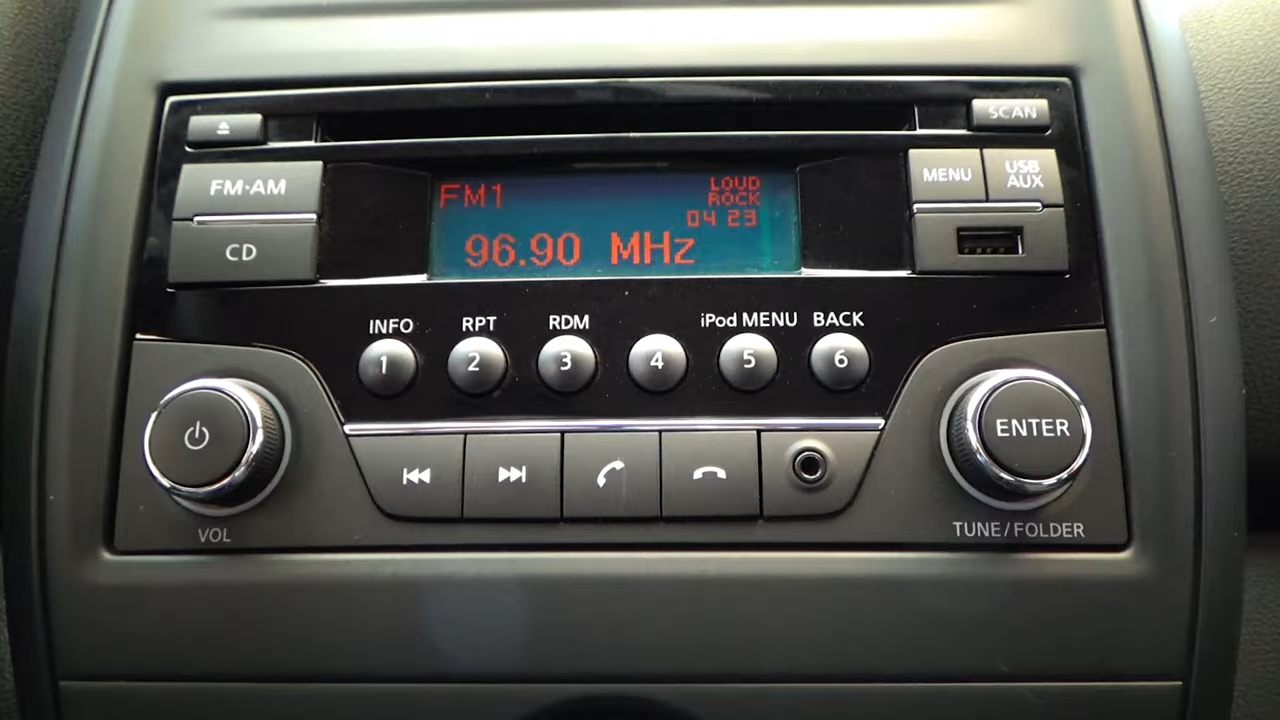 SCAN
FM·AM
MENU
USB
AUX
FM1
LOUD
ROCK
04 23
CD
96.90 MHz
INFO RPT RDM iPod MENU BACK
1 2 3 4 5 6
ENTER
VOL
TUNE/FOLDER